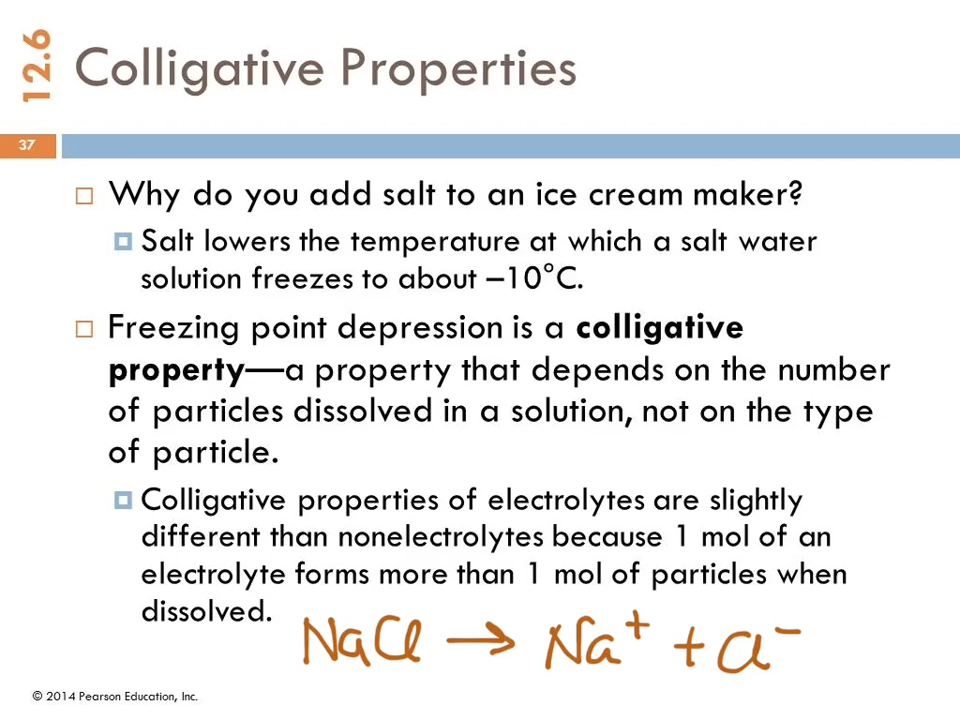 12.6
Colligative Properties
37
Why do you add salt to an ice cream maker?
Salt lowers the temperature at which a salt water
solution freezes to about –10°C.
Freezing point depression is a colligative
property—a property that depends on the number
of particles dissolved in a solution, not on the type
of particle.
Colligative properties of electrolytes are slightly
different than nonelectrolytes because 1 mol of an
electrolyte forms more than 1 mol of particles when
dissolved.
NaCl → Na⁺ + Cl⁻
© 2014 Pearson Education, Inc.